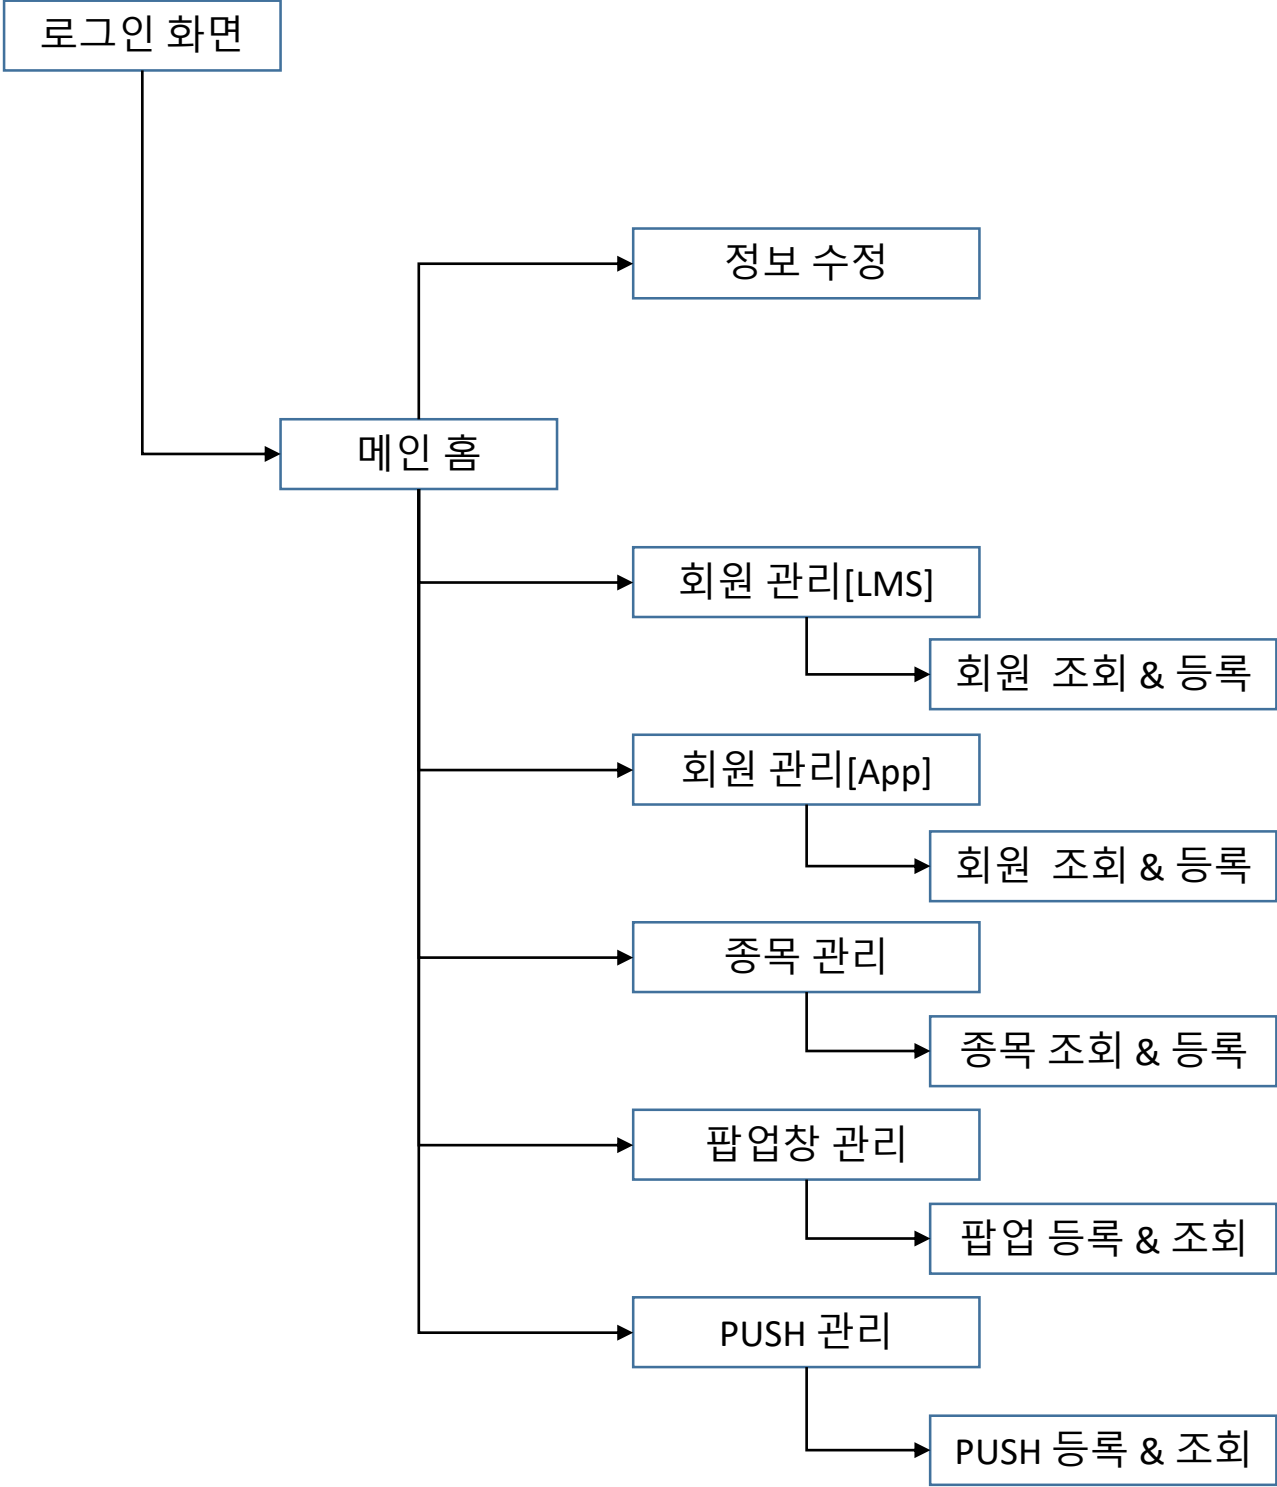 로그인 화면
정보 수정
메인 홈
회원 관리[LMS]
회원 조회 & 등록
회원 관리[App]
회원 조회 & 등록
종목 관리
종목 조회 & 등록
팝업창 관리
팝업 등록 & 조회
PUSH 관리
PUSH 등록 & 조회